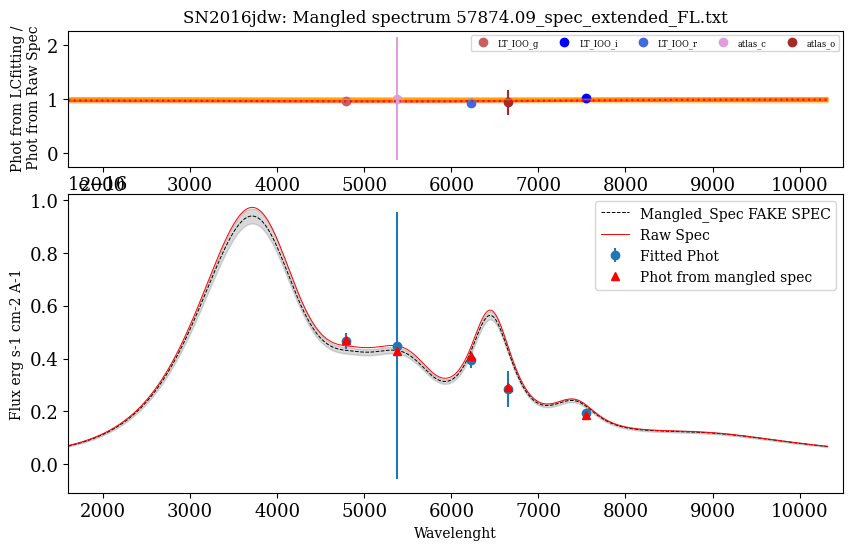 SN2016jdw: Mangled spectrum 57874.09_spec_extended_FL.txt
Phot from LCfitting /
Phot from Raw Spec
2
1
0
LT_IOO_g LT_IOO_i LT_IOO_r atlas_c atlas_o
2000 3000 4000 5000 6000 7000 8000 9000 10000
1e−16
Flux erg s-1 cm-2 A-1
1.0
0.8
0.6
0.4
0.2
0.0
Mangled_Spec FAKE SPEC
Raw Spec
Fitted Phot
Phot from mangled spec
2000 3000 4000 5000 6000 7000 8000 9000 10000
Wavelenght